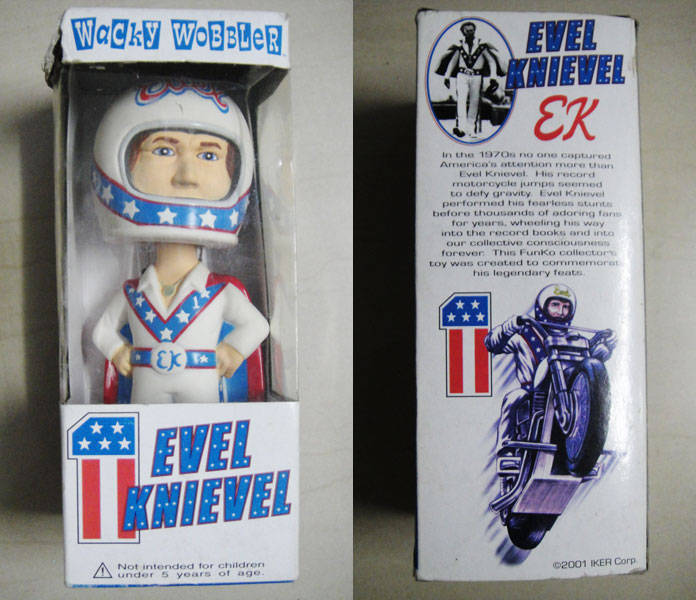 Wacky Wobbler
Evel
EK
EVEL
KNIEVEL
Not intended for children
under 5 years of age.
EVEL
KNIEVEL
EK
In the 1970s no one captured
America's attention more than
Evel Knievel. His record
motorcycle jumps seemed
to defy gravity. Evel Knievel
performed his fearless stunts
before thousands of adoring fans
for years, wheeling his way
into the record books and into
our collective consciousness
forever. This FunKo collectors
toy was created to commemorate
his legendary feats.
©2001 IKER Corp.